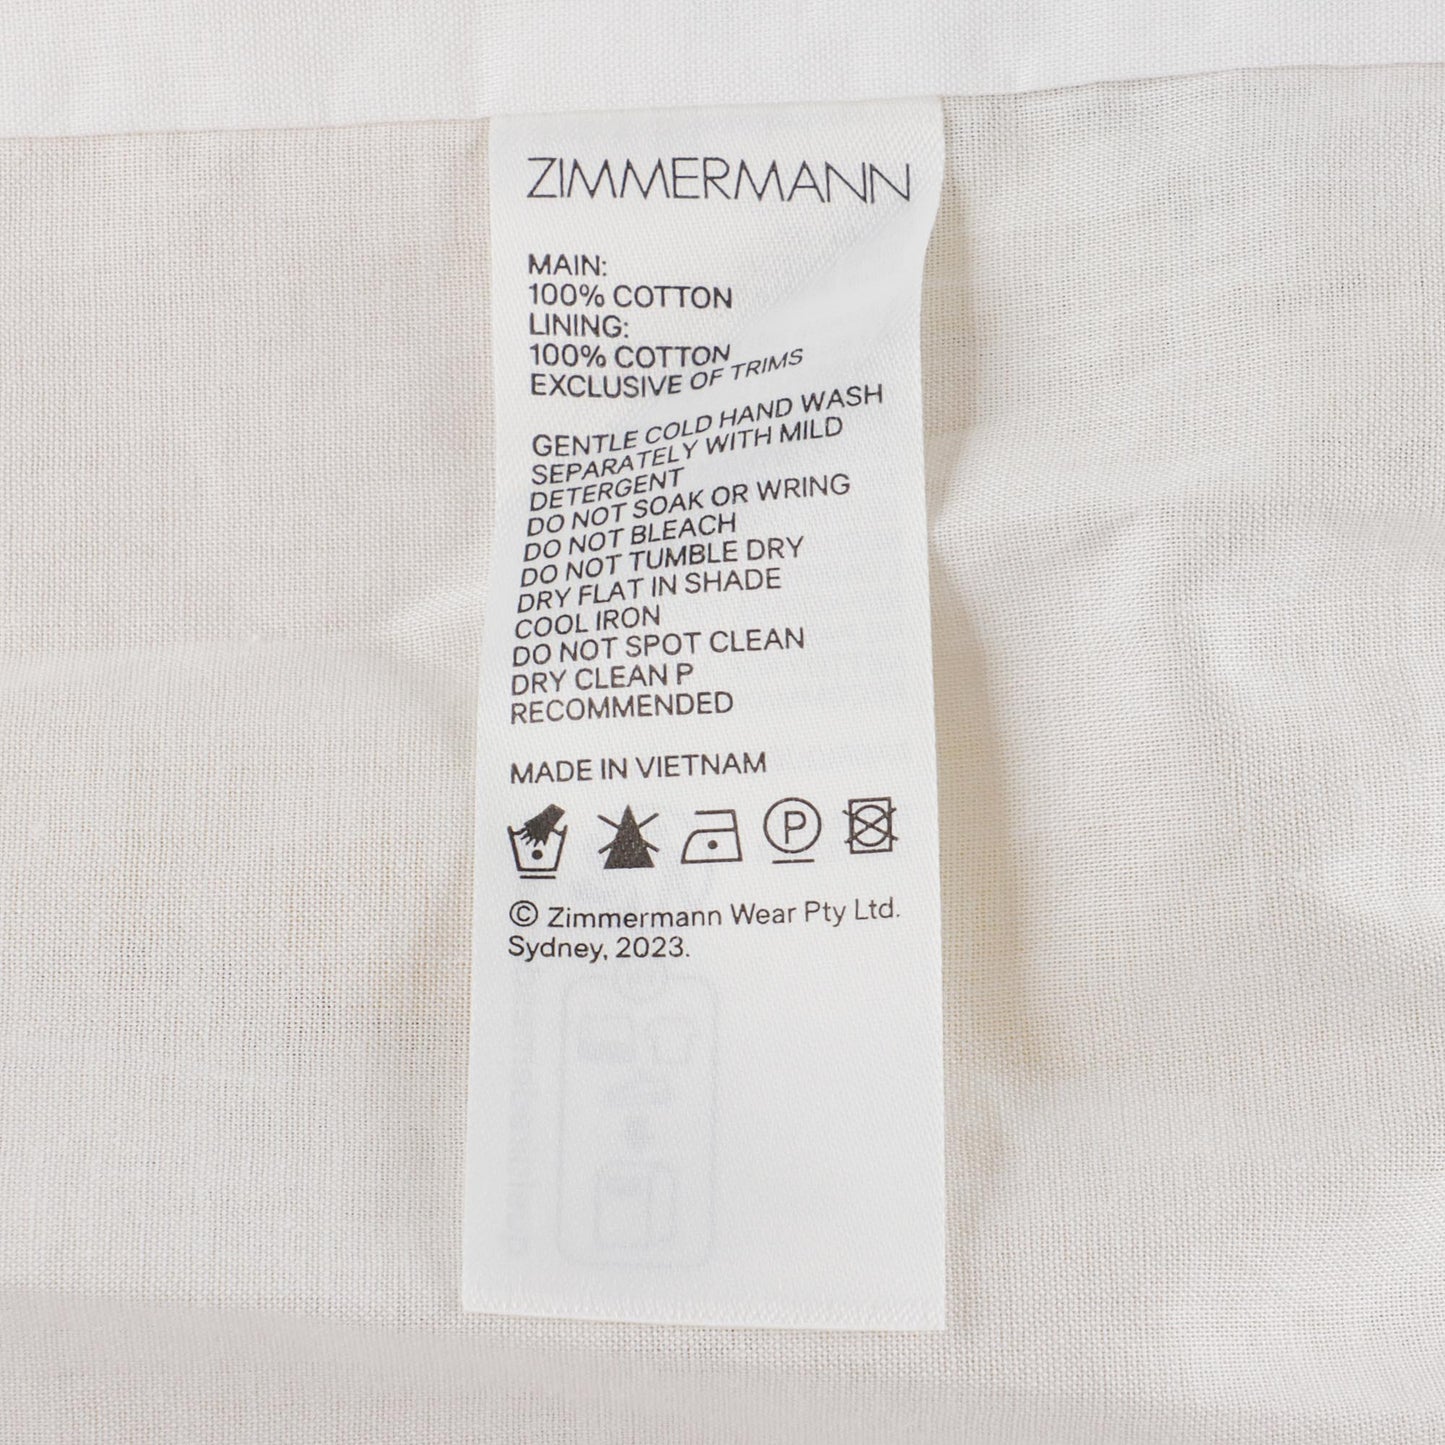 ZIMMERMANN
MAIN:
100% COTTON
LINING:
100% COTTON
EXCLUSIVE OF TRIMS
GENTLE COLD HAND WASH
SEPARATELY WITH MILD
DETERGENT
DO NOT SOAK OR WRING
DO NOT BLEACH
DO NOT TUMBLE DRY
DRY FLAT IN SHADE
COOL IRON
DO NOT SPOT CLEAN
DRY CLEAN P
RECOMMENDED
MADE IN VIETNAM
P
© Zimmermann Wear Pty Ltd.
Sydney, 2023.